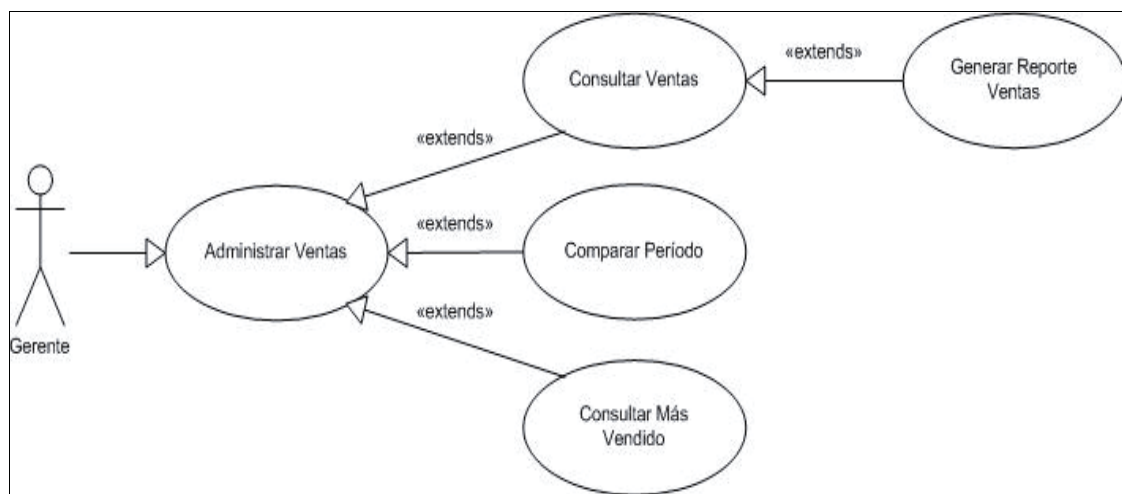 «extends»
Consultar Ventas
Generar Reporte
Ventas
«extends»
Administrar Ventas
«extends»
Comparar Período
Gerente
«extends»
Consultar Más
Vendido